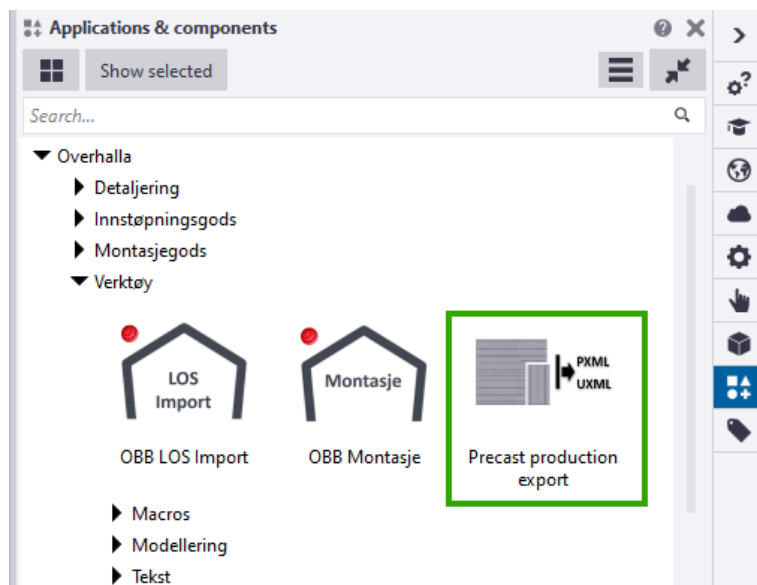 Applications & components
Show selected
Search...
Overhalla
Detaljering
Innstøpningsgods
Montasjegods
Verktøy
LOS
Import
OBB LOS Import
Montasje
OBB Montasje
PXML
UXML
Precast production
export
Macros
Modellering
Tekst